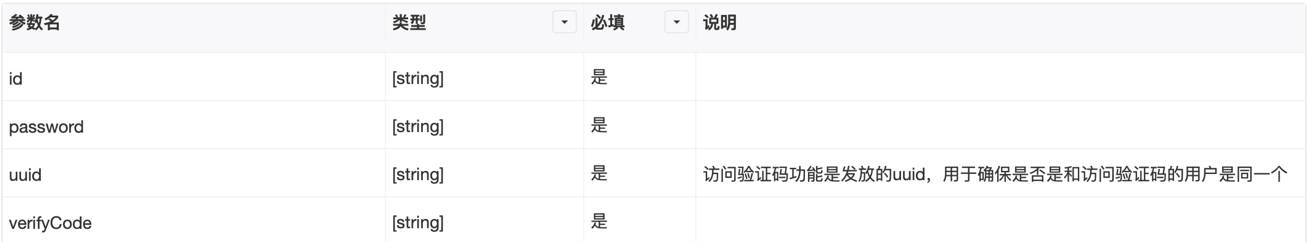 参数名 类型 必填 说明
id [string] 是
password [string] 是
uuid [string] 是 访问验证码功能是发放的uuid，用于确保是否是和访问验证码的用户是同一个
verifyCode [string] 是